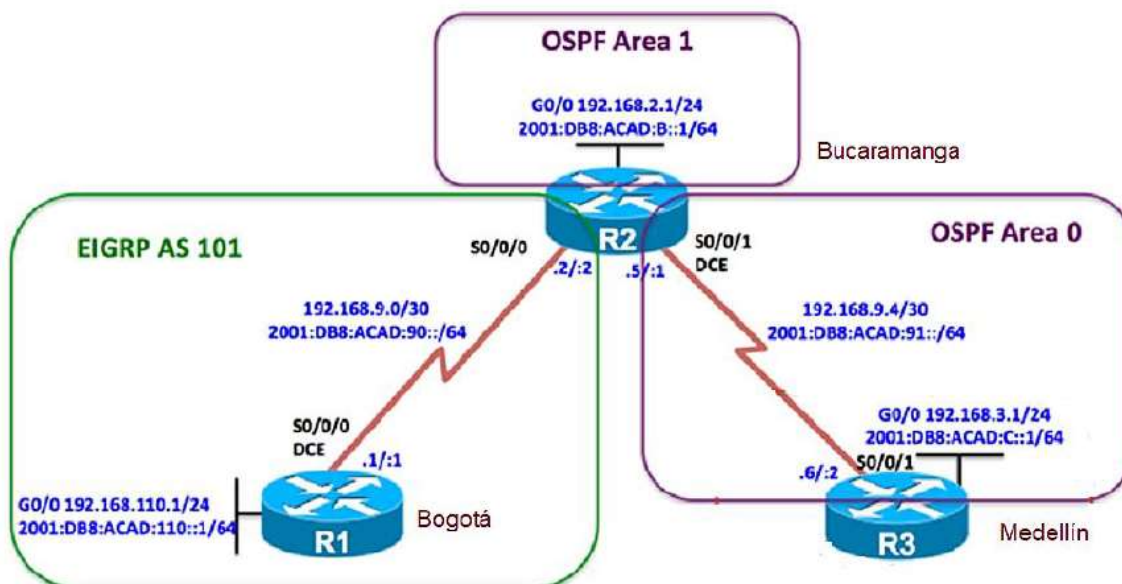 OSPF Area 1
G0/0 192.168.2.1/24
2001:DB8:ACAD:B::1/64
Bucaramanga
R2
EIGRP AS 101
OSPF Area 0
S0/0/0
S0/0/1
DCE
.2/:2
.5/:1
192.168.9.0/30
2001:DB8:ACAD:90::/64
192.168.9.4/30
2001:DB8:ACAD:91::/64
S0/0/0
DCE
G0/0 192.168.3.1/24
2001:DB8:ACAD:C::1/64
.1/:1
.6/:2
S0/0/1
G0/0 192.168.110.1/24
2001:DB8:ACAD:110::1/64
R1
Bogotá
R3
Medellín